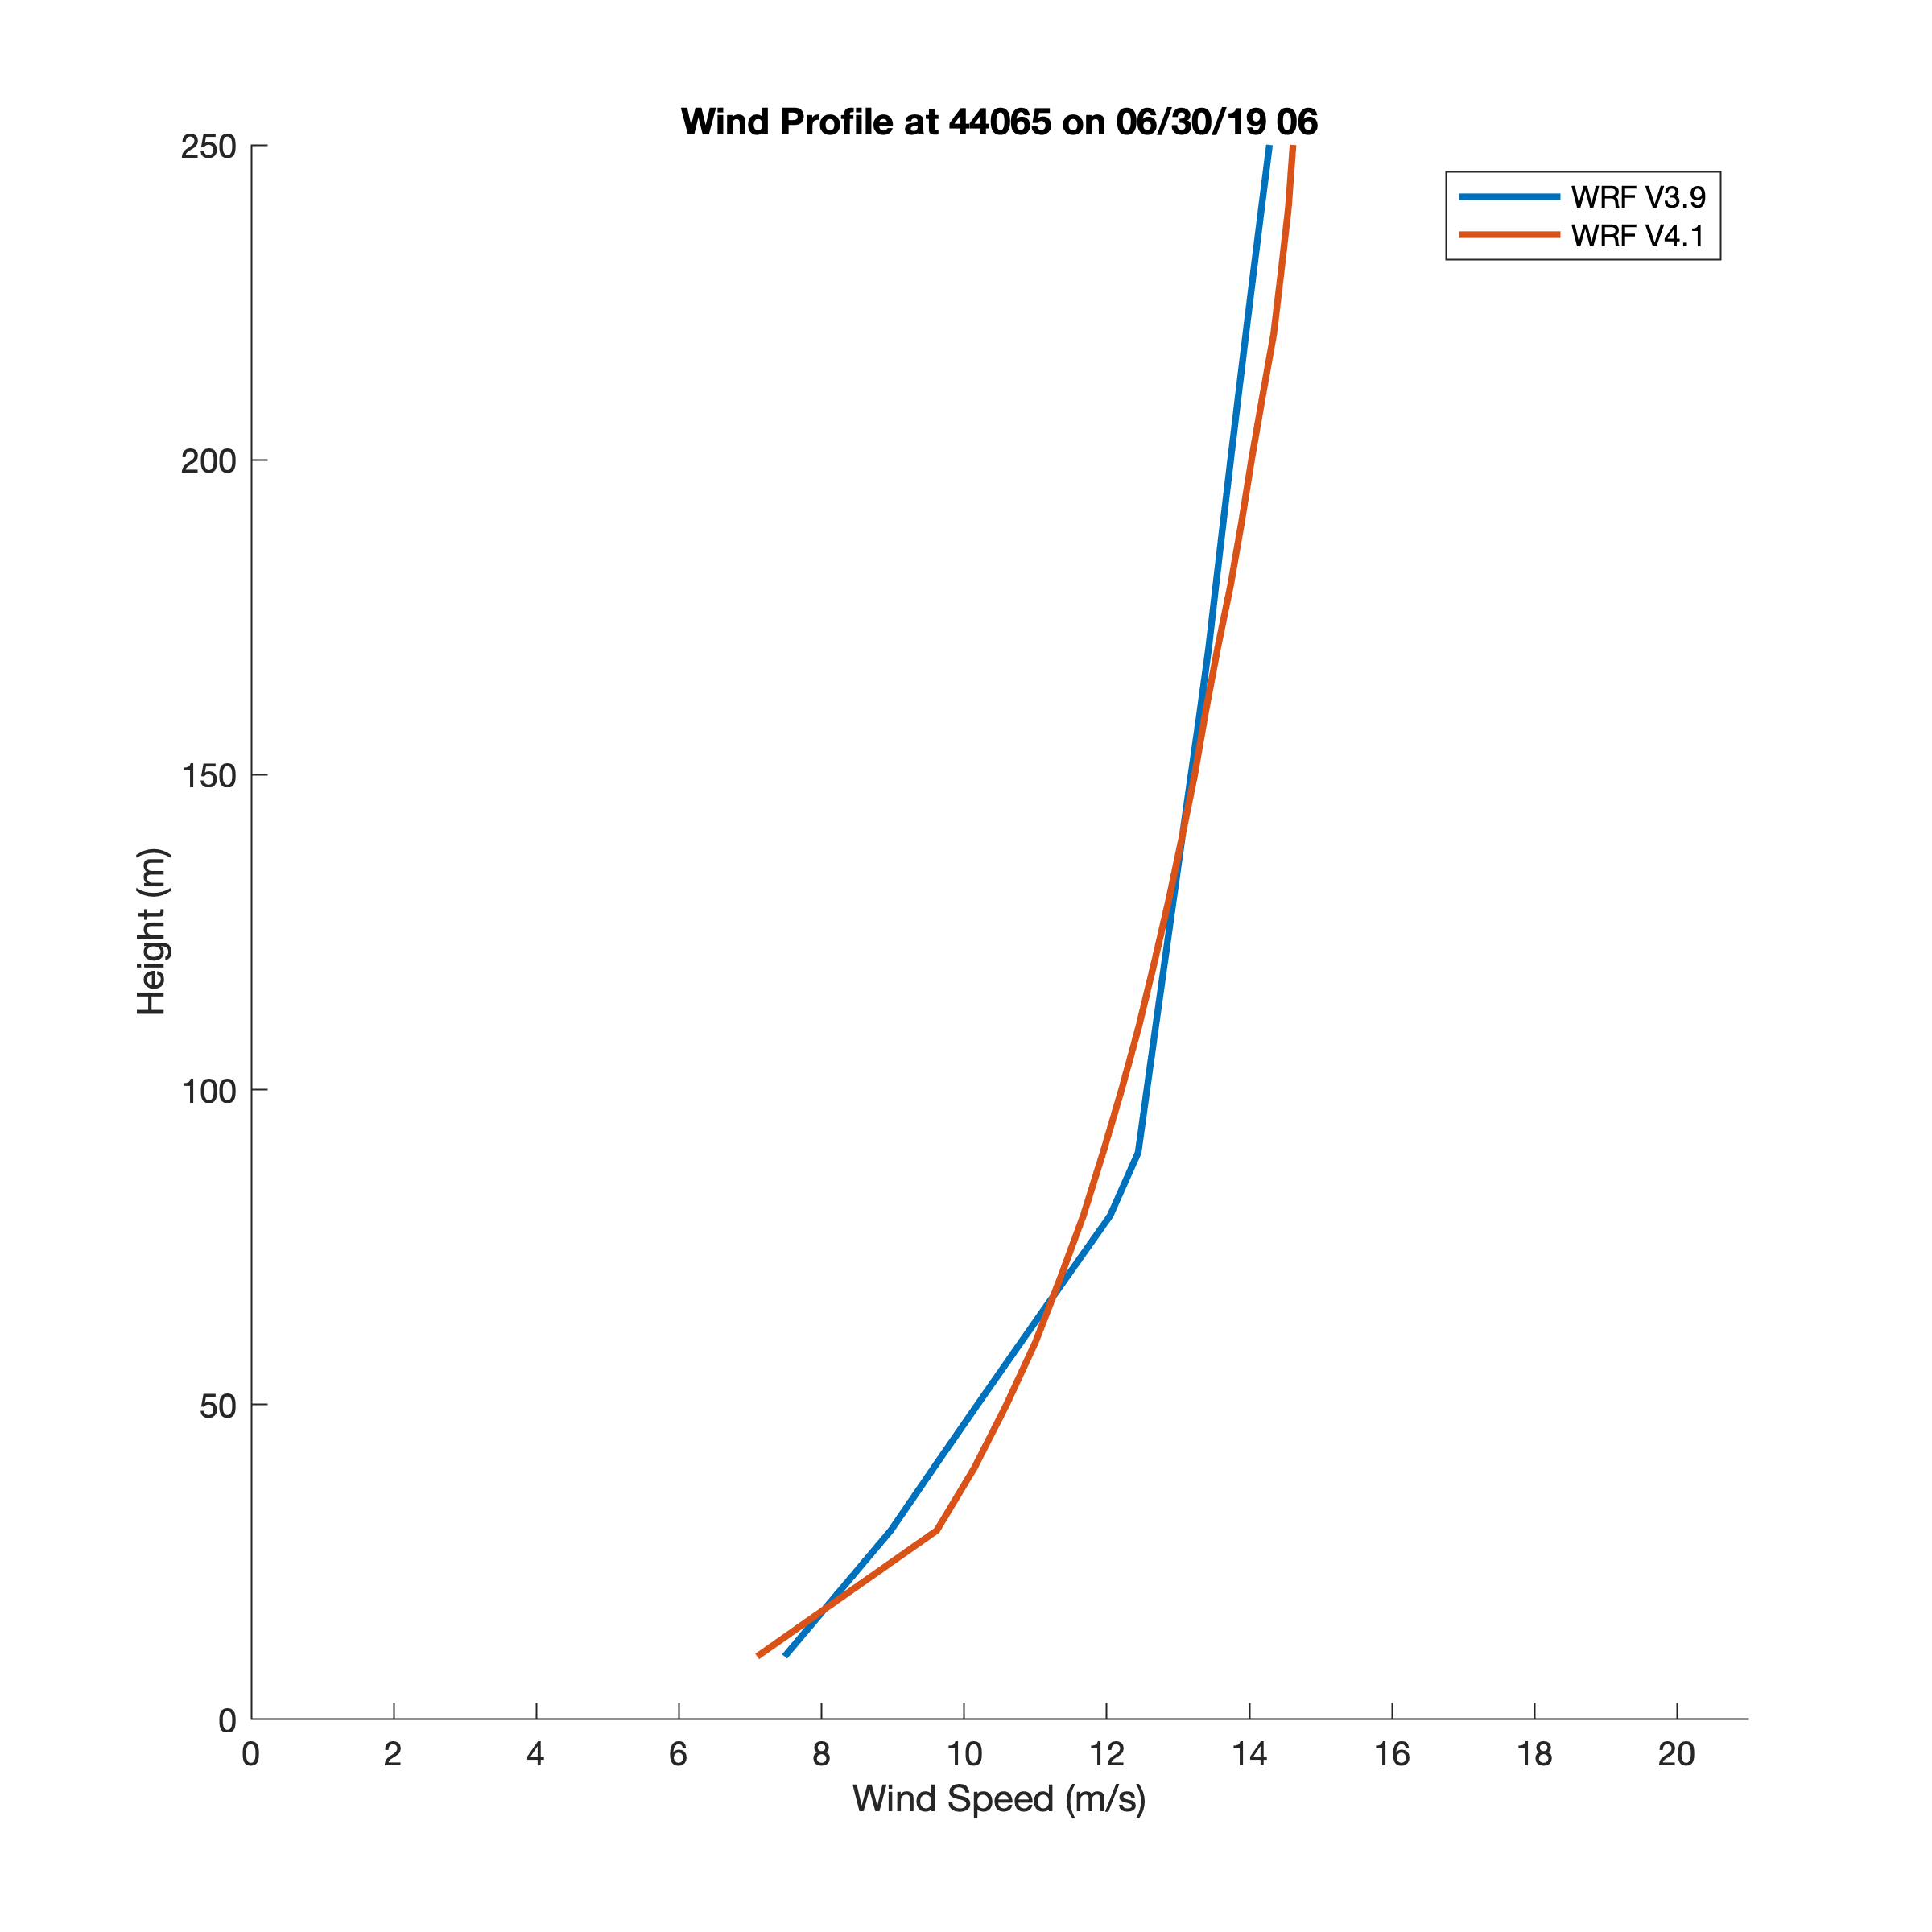 Wind Profile at 44065 on 06/30/19 06
WRF V3.9
WRF V4.1
250
200
150
100
50
0
Height (m)
0 2 4 6 8 10 12 14 16 18 20
Wind Speed (m/s)